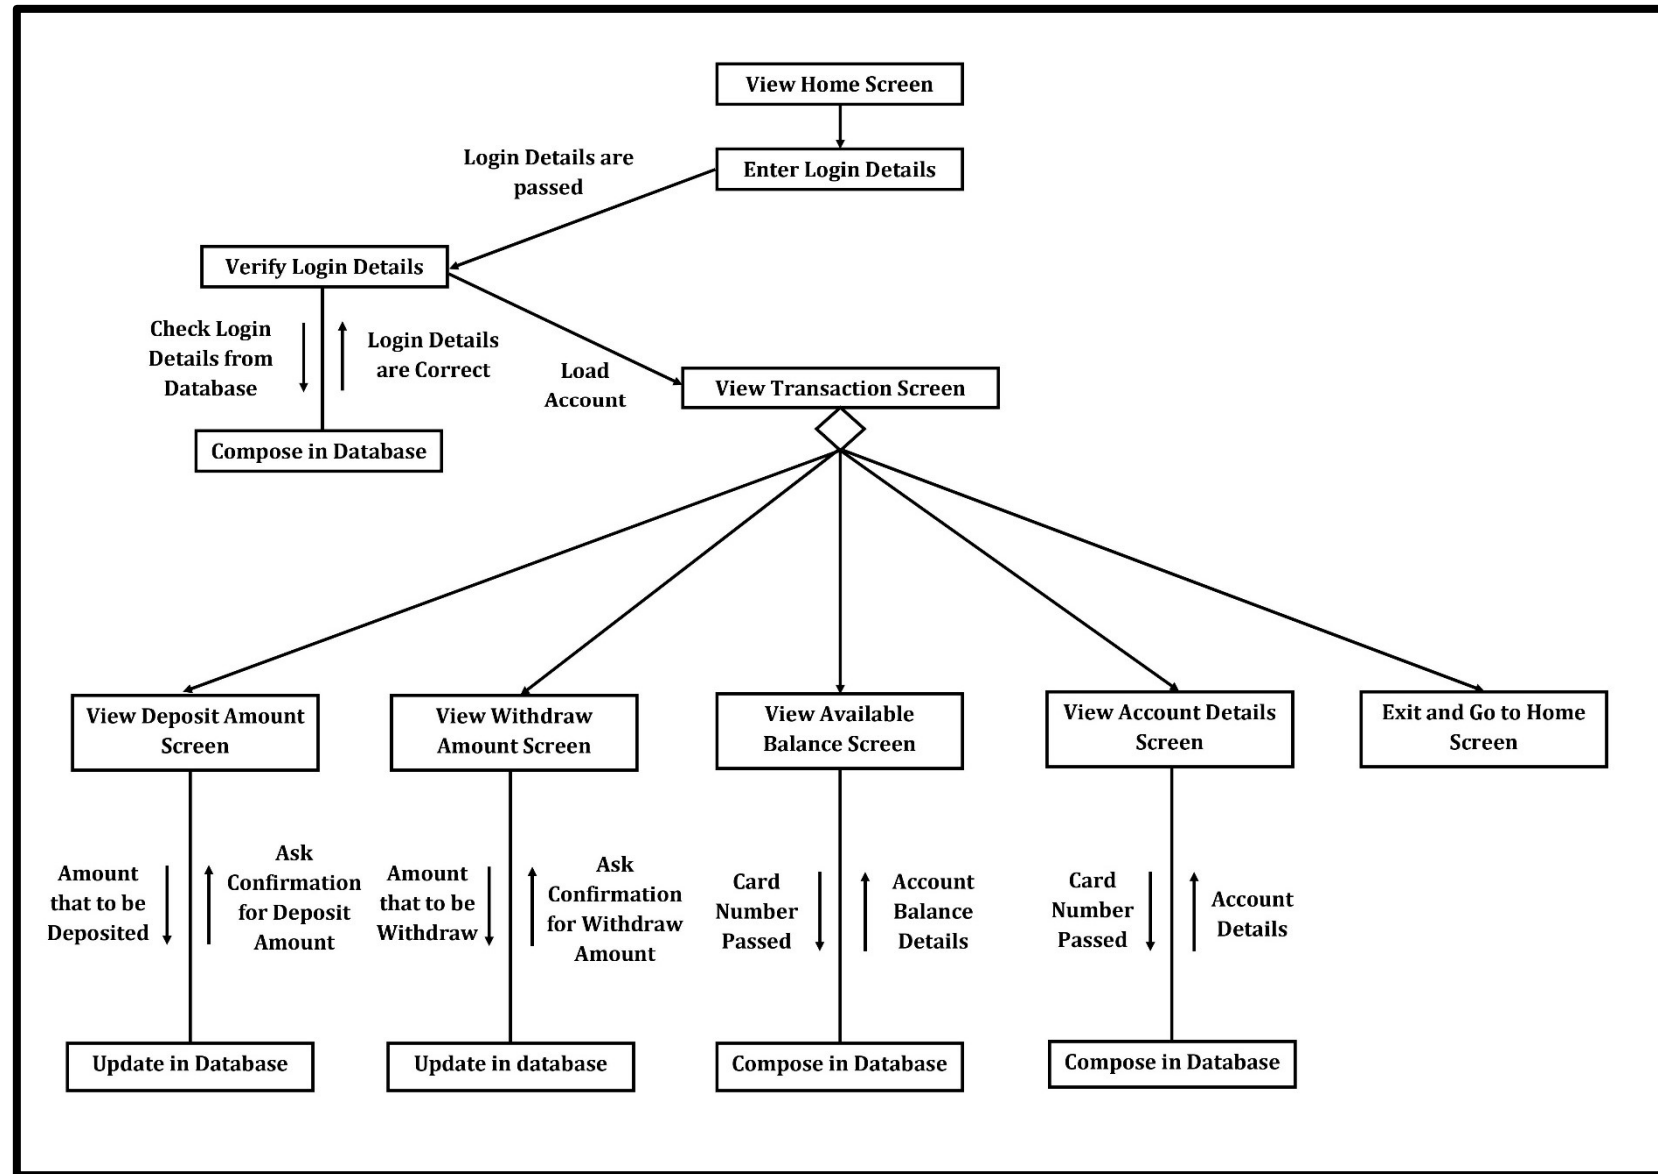 View Home Screen
Enter Login Details
Login Details are
passed
Verify Login Details
Check Login
Details from
Database
Login Details
are Correct
Load
Account
View Transaction Screen
Compose in Database
View Deposit Amount
Screen
View Withdraw
Amount Screen
View Available
Balance Screen
View Account Details
Screen
Exit and Go to Home
Screen
Amount
that to be
Deposited
Ask
Confirmation
for Deposit
Amount
Amount
that to be
Withdraw
Ask
Confirmation
for Withdraw
Amount
Card
Number
Passed
Account
Balance
Details
Card
Number
Passed
Account
Details
Update in Database
Update in database
Compose in Database
Compose in Database